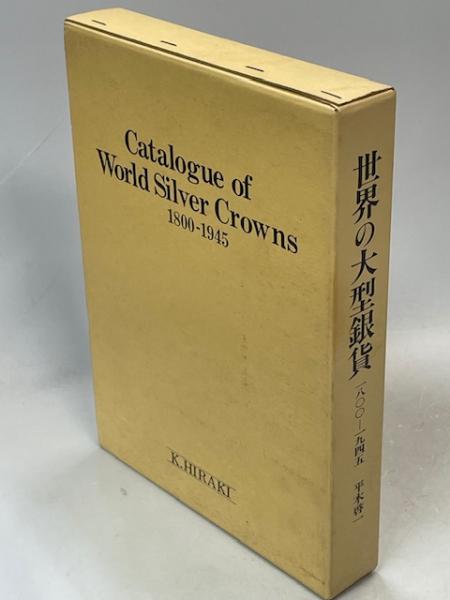 Catalogue of
World Silver Crowns
1800-1945
K.HIRAKI
世界の大型銀貨 一八〇〇—一九四五 平木啓一